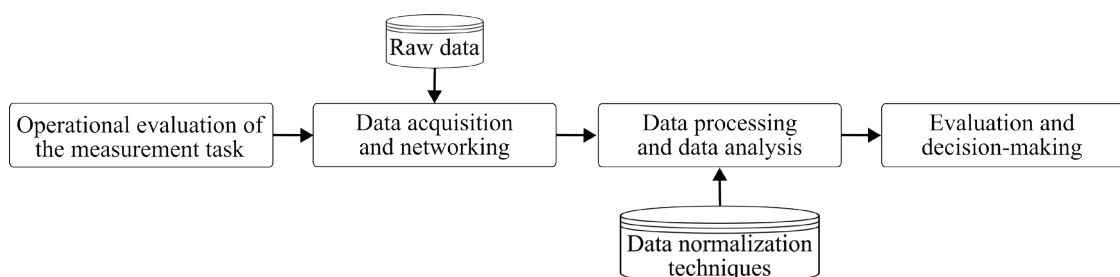 Raw data
Operational evaluation of
the measurement task
Data acquisition
and networking
Data processing
and data analysis
Evaluation and
decision-making
Data normalization
techniques